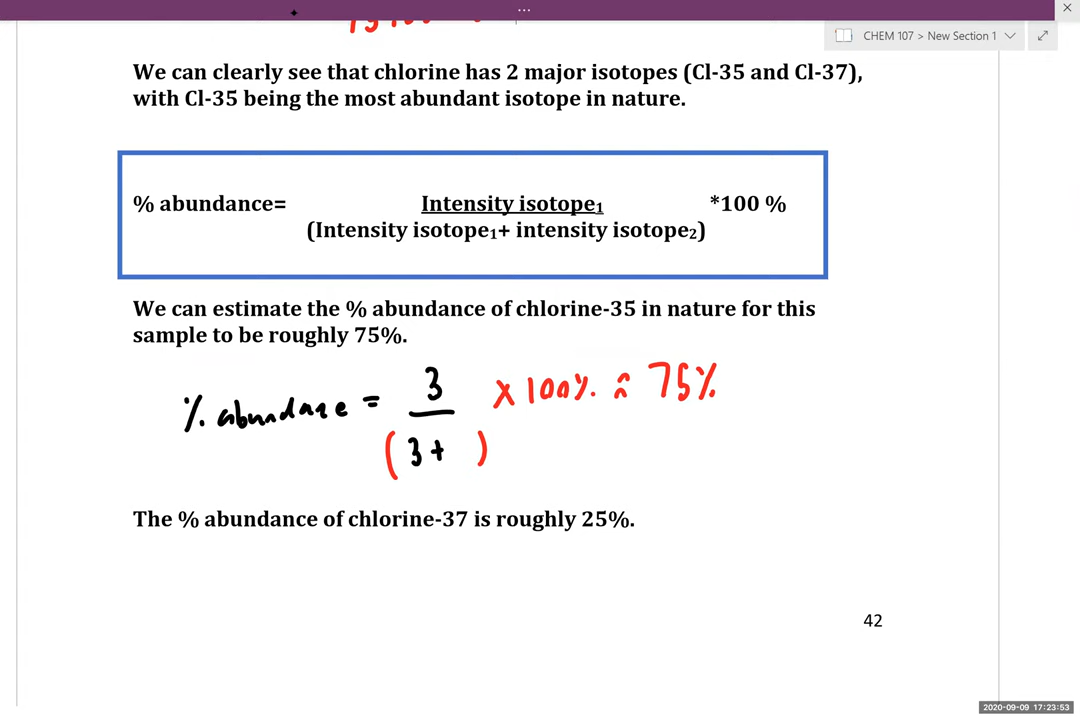 CHEM 107 > New Section 1
We can clearly see that chlorine has 2 major isotopes (Cl-35 and Cl-37),
with Cl-35 being the most abundant isotope in nature.
% abundance= Intensity isotope₁ *100 %
(Intensity isotope₁+ intensity isotope₂)
We can estimate the % abundance of chlorine-35 in nature for this
sample to be roughly 75%.
% abundance = 3 x 100% ≈ 75%
(3+ )
The % abundance of chlorine-37 is roughly 25%.
42
2020-09-09 17:23:53